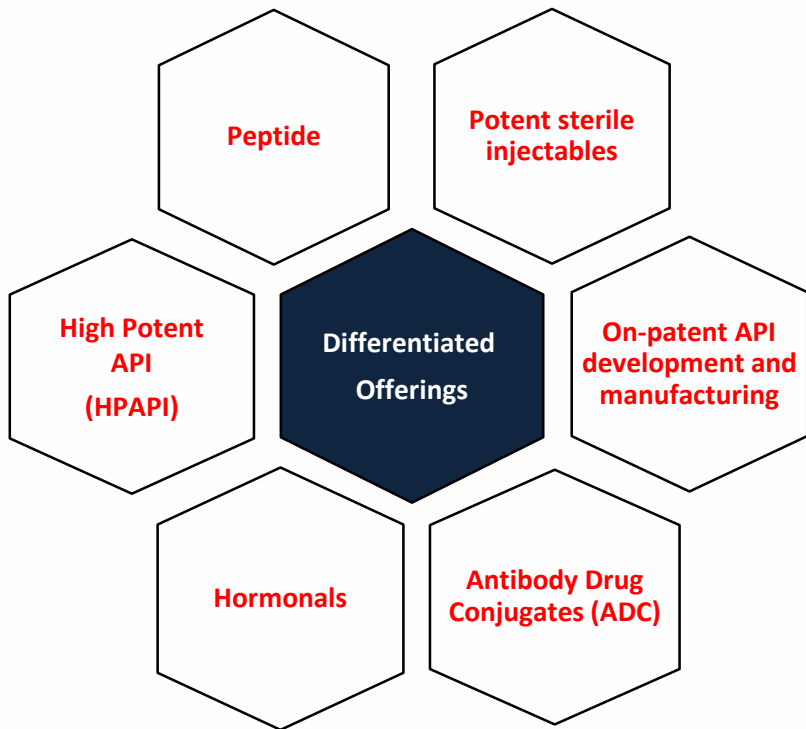 Peptide
Potent sterile
injectables
High Potent
API
(HPAPI)
Differentiated
Offerings
On-patent API
development and
manufacturing
Hormonals
Antibody Drug
Conjugates (ADC)